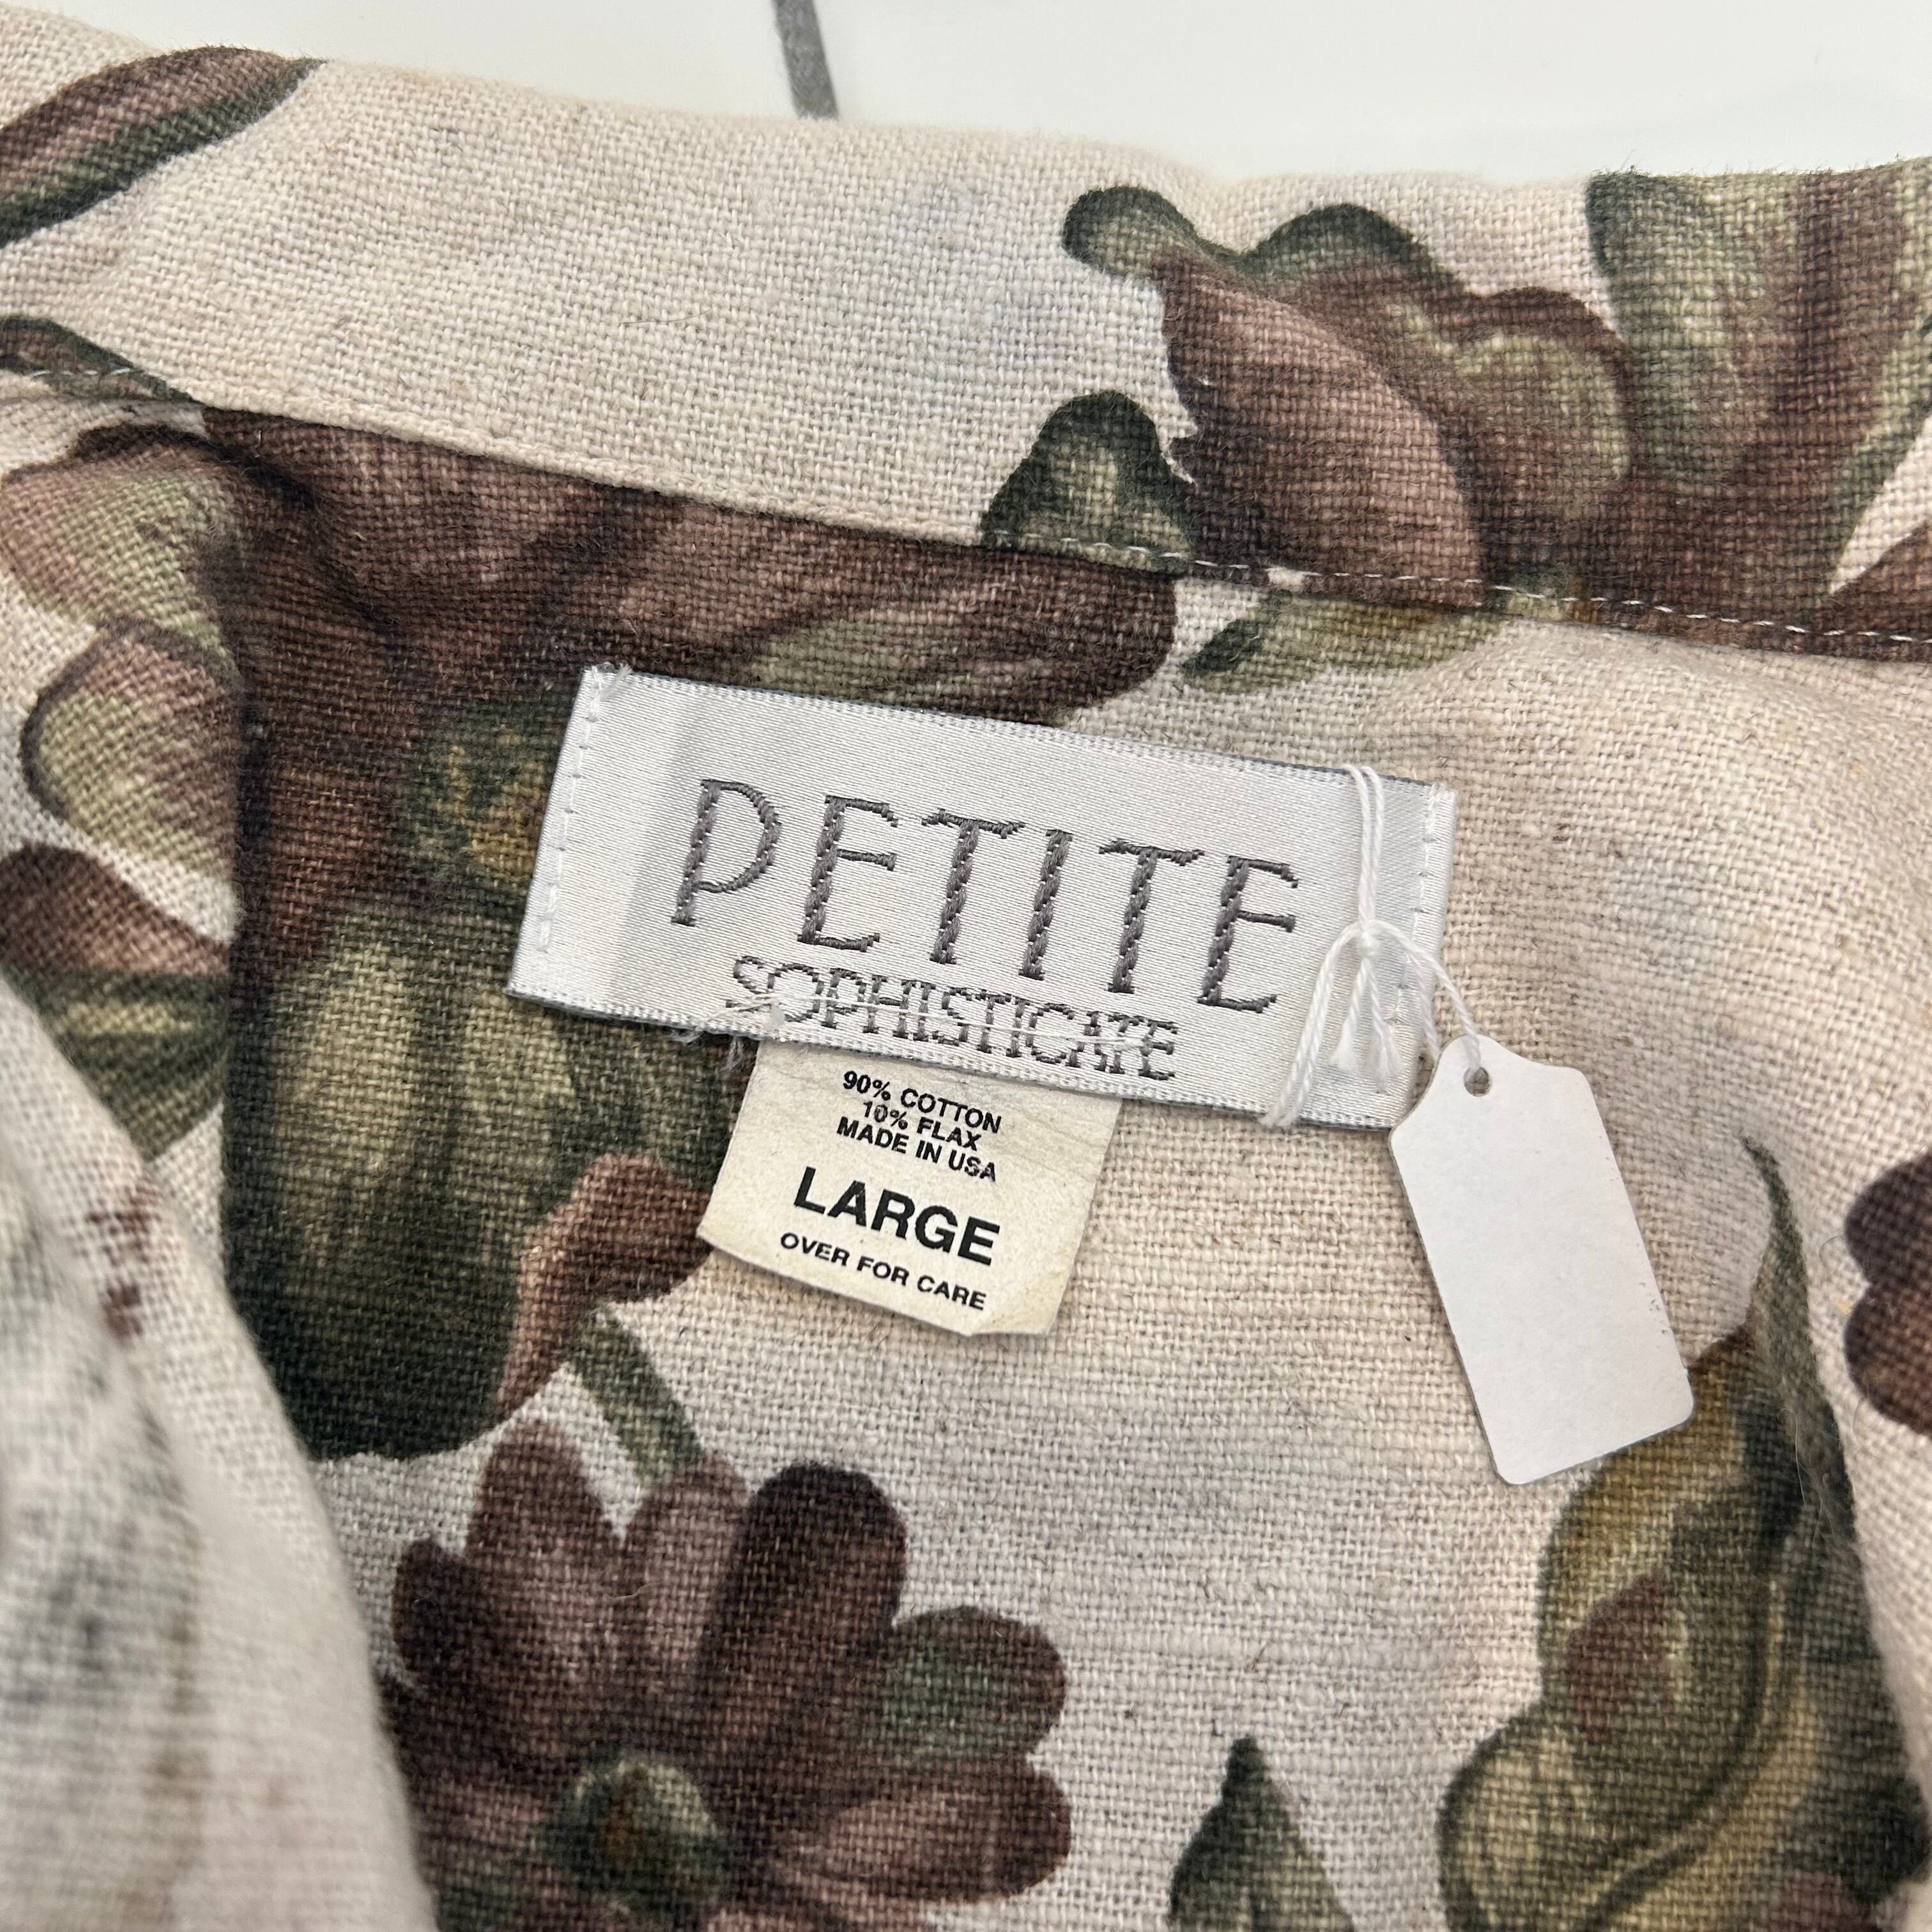 PETITE
SOPHISTICATE
90% COTTON
10% FLAX
MADE IN USA
LARGE
OVER FOR CARE